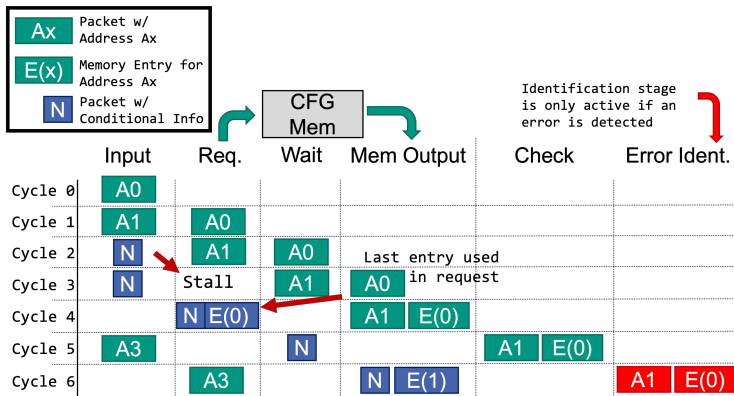 Ax
Packet w/
Address Ax
E(x)
Memory Entry for
Address Ax
N
Packet w/
Conditional Info
CFG
Mem
Identification stage
is only active if an
error is detected
Input Req. Wait Mem Output Check Error Ident.
Cycle 0 A0
Cycle 1 A1 A0
Cycle 2 N A1 A0
Last entry used
in request
Cycle 3 N Stall A1 A0
Cycle 4 N E(0) A1 E(0)
Cycle 5 A3 N A1 E(0)
Cycle 6 A3 N E(1) A1 E(0)